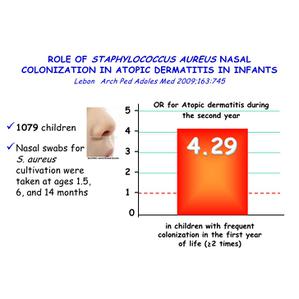 ROLE OF STAPHYLOCOCCUS AUREUS NASAL
COLONIZATION IN ATOPIC DERMATITIS IN INFANTS
Lebon Arch Ped Adoles Med 2009;163:745
✓ 1079 children
✓ Nasal swabs for
S. aureus
cultivation were
taken at ages 1.5,
6, and 14 months
OR for Atopic dermatitis during
the second year
5
4
3
2
1
0
4.29
in children with frequent
colonization in the first year
of life (≥2 times)